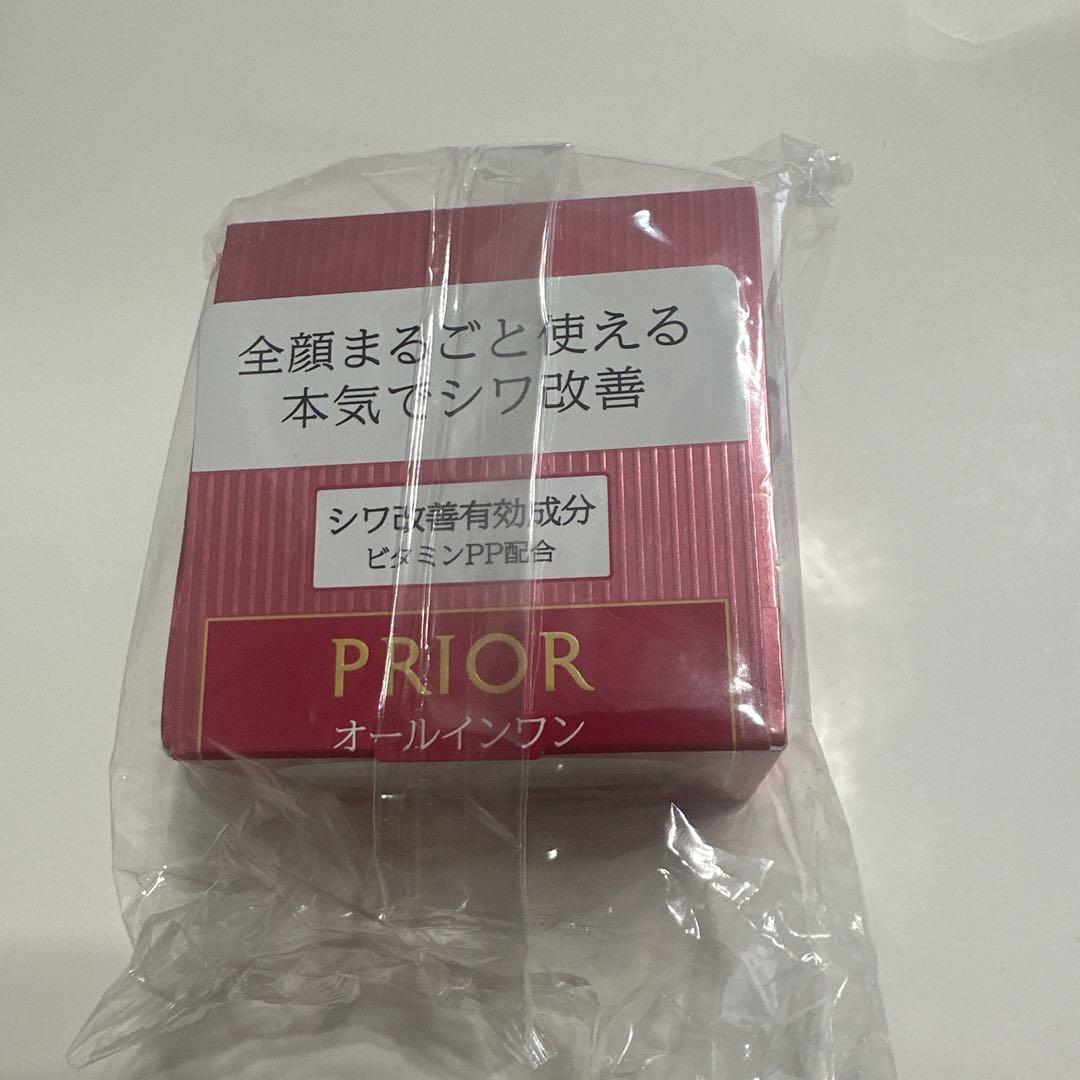 全顔まるごと使える
本気でシワ改善
シワ改善有効成分
ビタミンPP配合
PRIOR
オールインワン